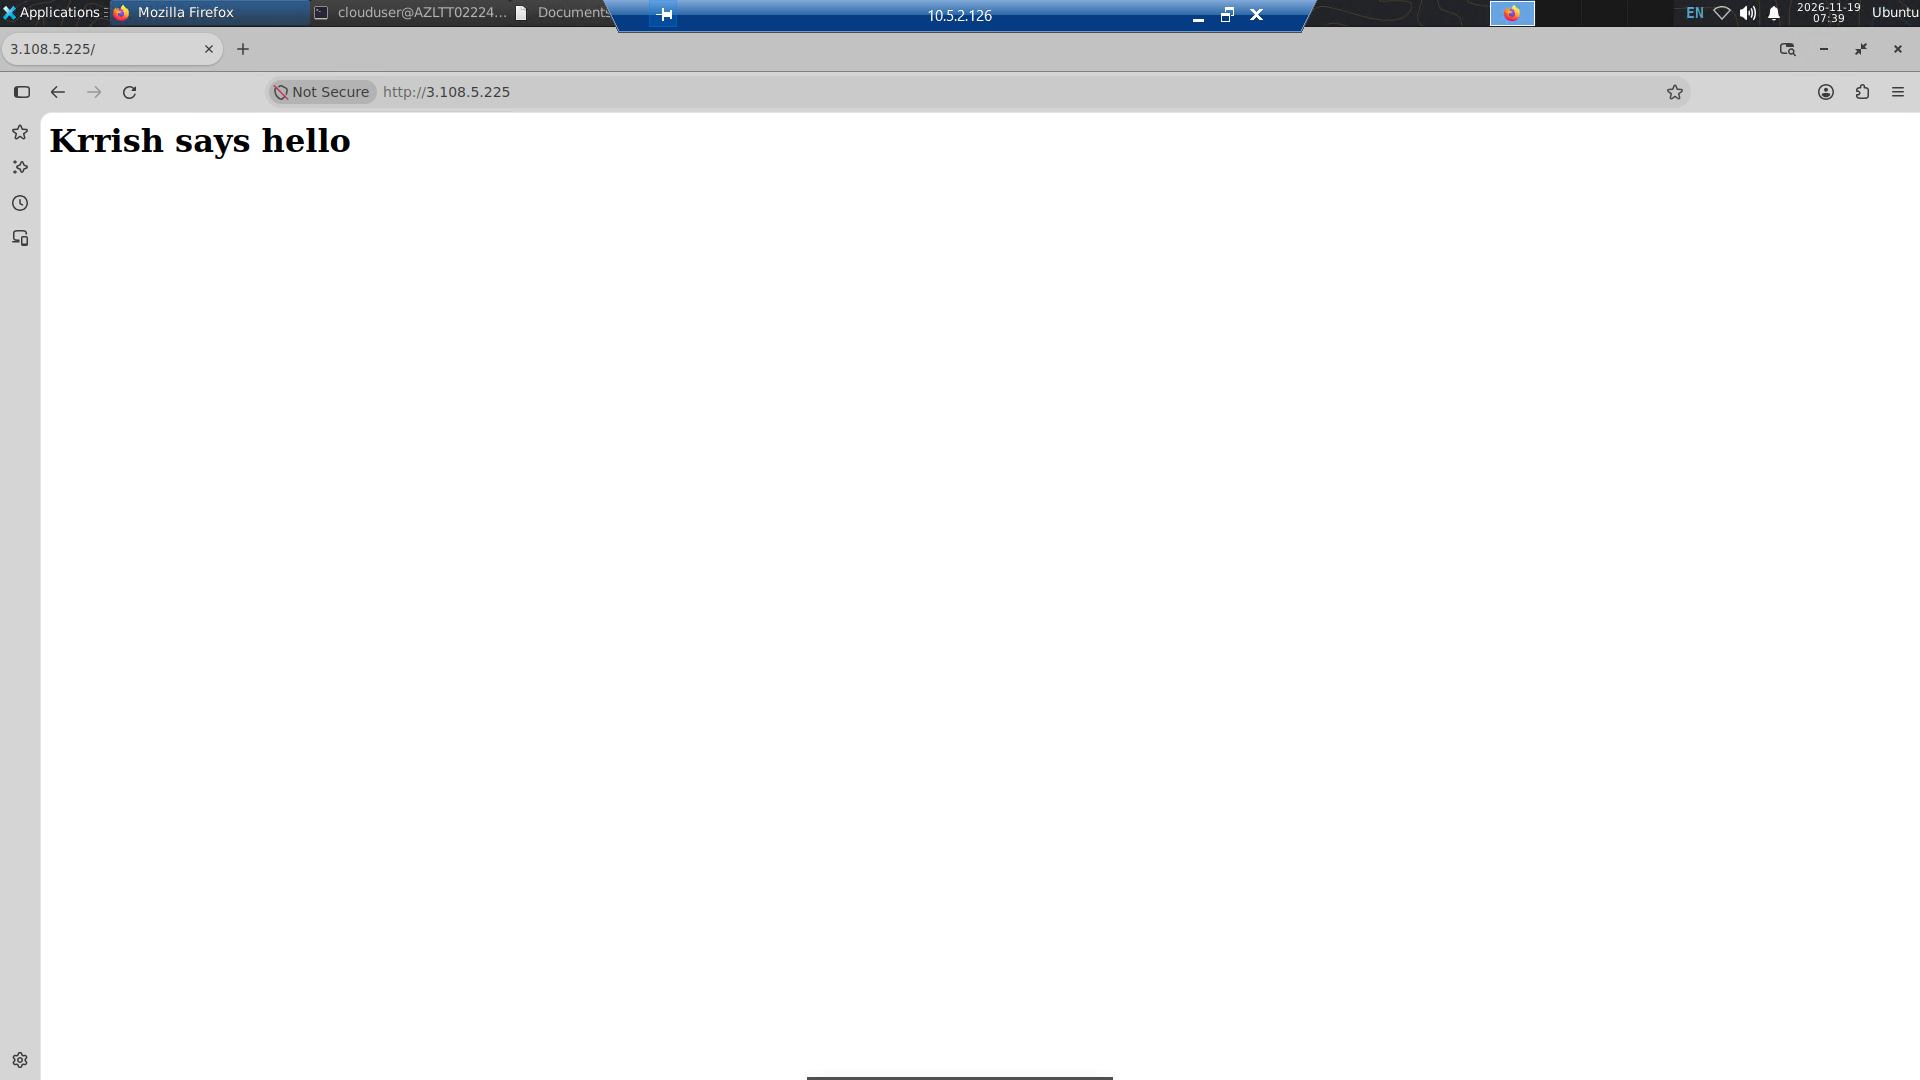 Applications
Mozilla Firefox
clouduser@AZLTT02224...
Documents
10.5.2.126
EN
2026-11-19
07:39
Ubuntu
3.108.5.225/
Not Secure
http://3.108.5.225
Krrish says hello